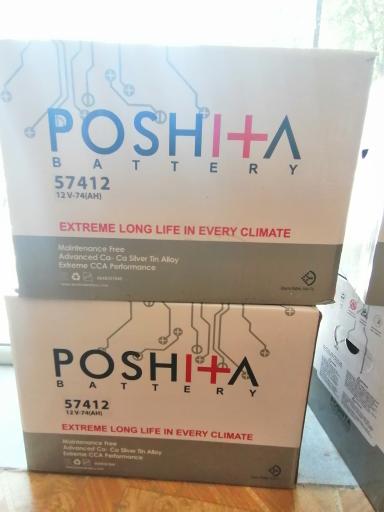 POSHITA
BATTERY
57412
12 V-74(AH)
EXTREME LONG LIFE IN EVERY CLIMATE
Maintenance Free
Advanced Ca- Ca Silver Tin Alloy
Extreme CCA Performance
POSHITA
BATTERY
57412
12 V-74(AH)
EXTREME LONG LIFE IN EVERY CLIMATE
Maintenance Free
Advanced Ca- Ca Silver Tin Alloy
Extreme CCA Performance